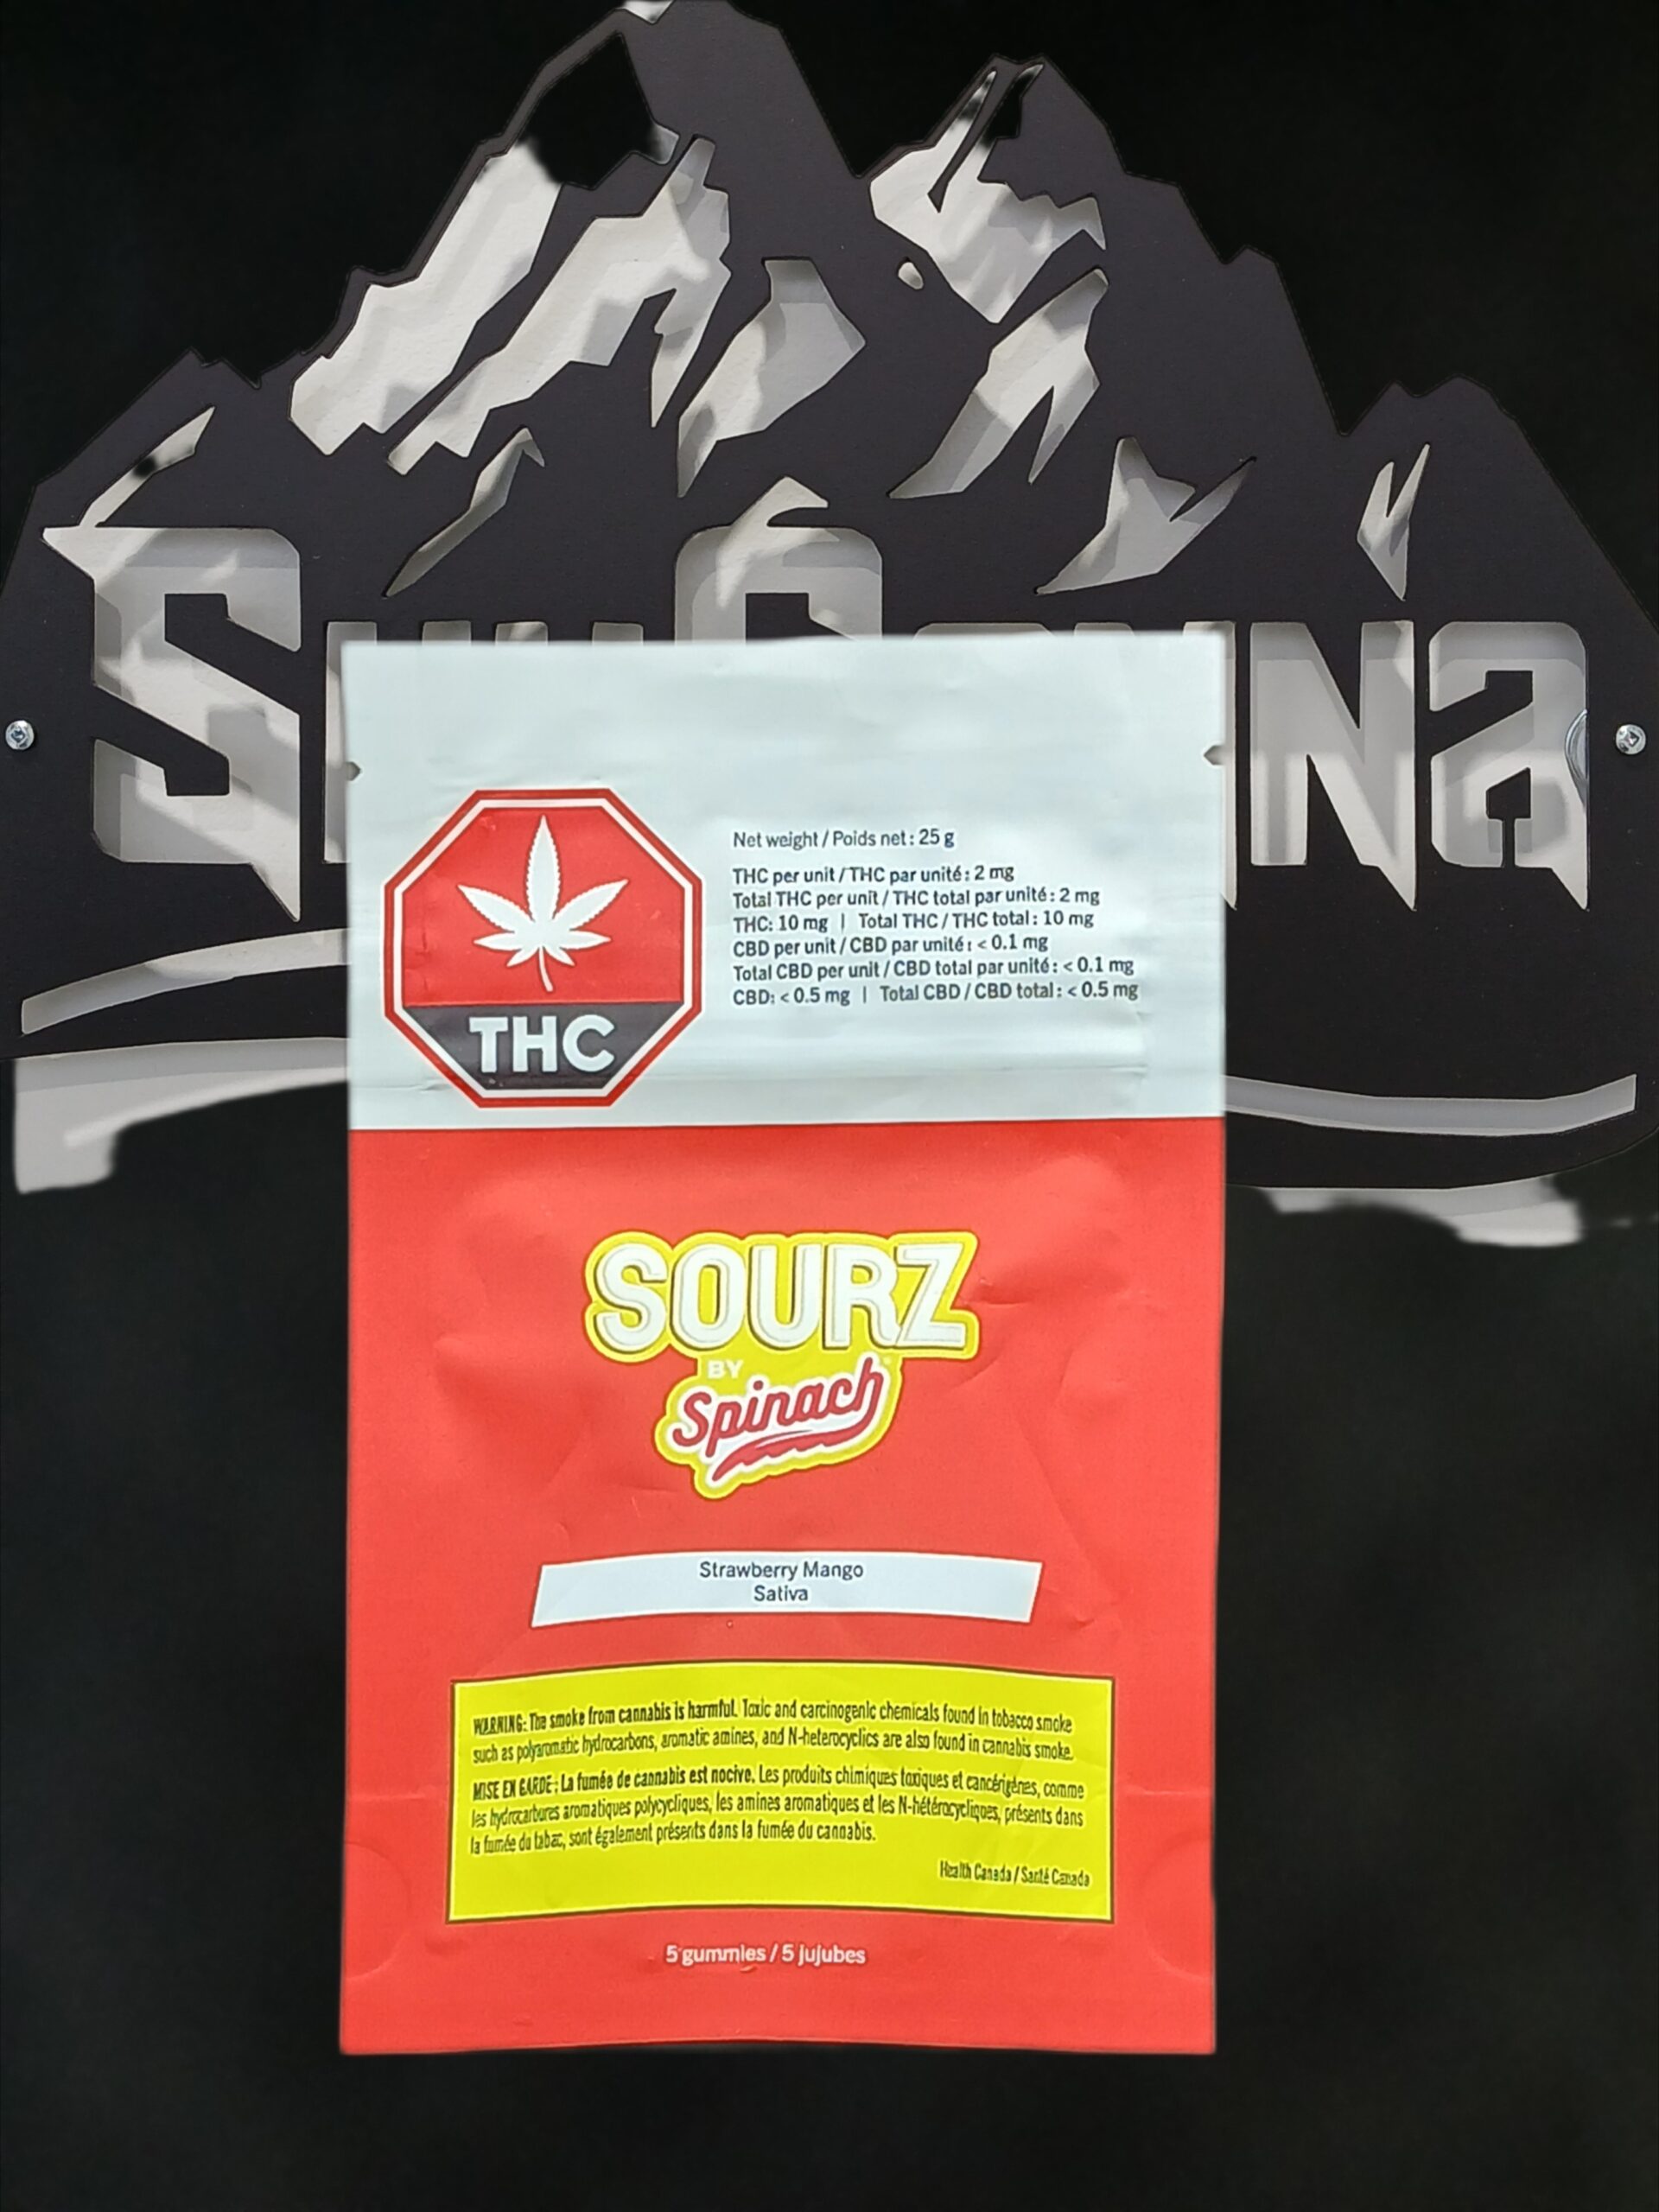 Net weight / Poids net : 25 g
THC per unit / THC par unité : 2 mg
Total THC per unit / THC total par unité : 2 mg
THC: 10 mg | Total THC / THC total : 10 mg
CBD per unit / CBD par unité : < 0.1 mg
Total CBD per unit / CBD total par unité : < 0.1 mg
CBD: < 0.5 mg | Total CBD / CBD total : < 0.5 mg
THC
SOURZ
BY
Spinach
Strawberry Mango
Sativa
WARNING: The smoke from cannabis is harmful. Toxic and carcinogenic chemicals found in tobacco smoke
such as polyaromatic hydrocarbons, aromatic amines, and N-heterocyclics are also found in cannabis smoke.
MISE EN GARDE : La fumée de cannabis est nocive. Les produits chimiques toxiques et cancérigènes, comme
les hydrocarbures aromatiques polycycliques, les amines aromatiques et les N-hétérocycliques, présents dans
la fumée du tabac, sont également présents dans la fumée du cannabis.
Health Canada / Santé Canada
5 gummies / 5 jujubes